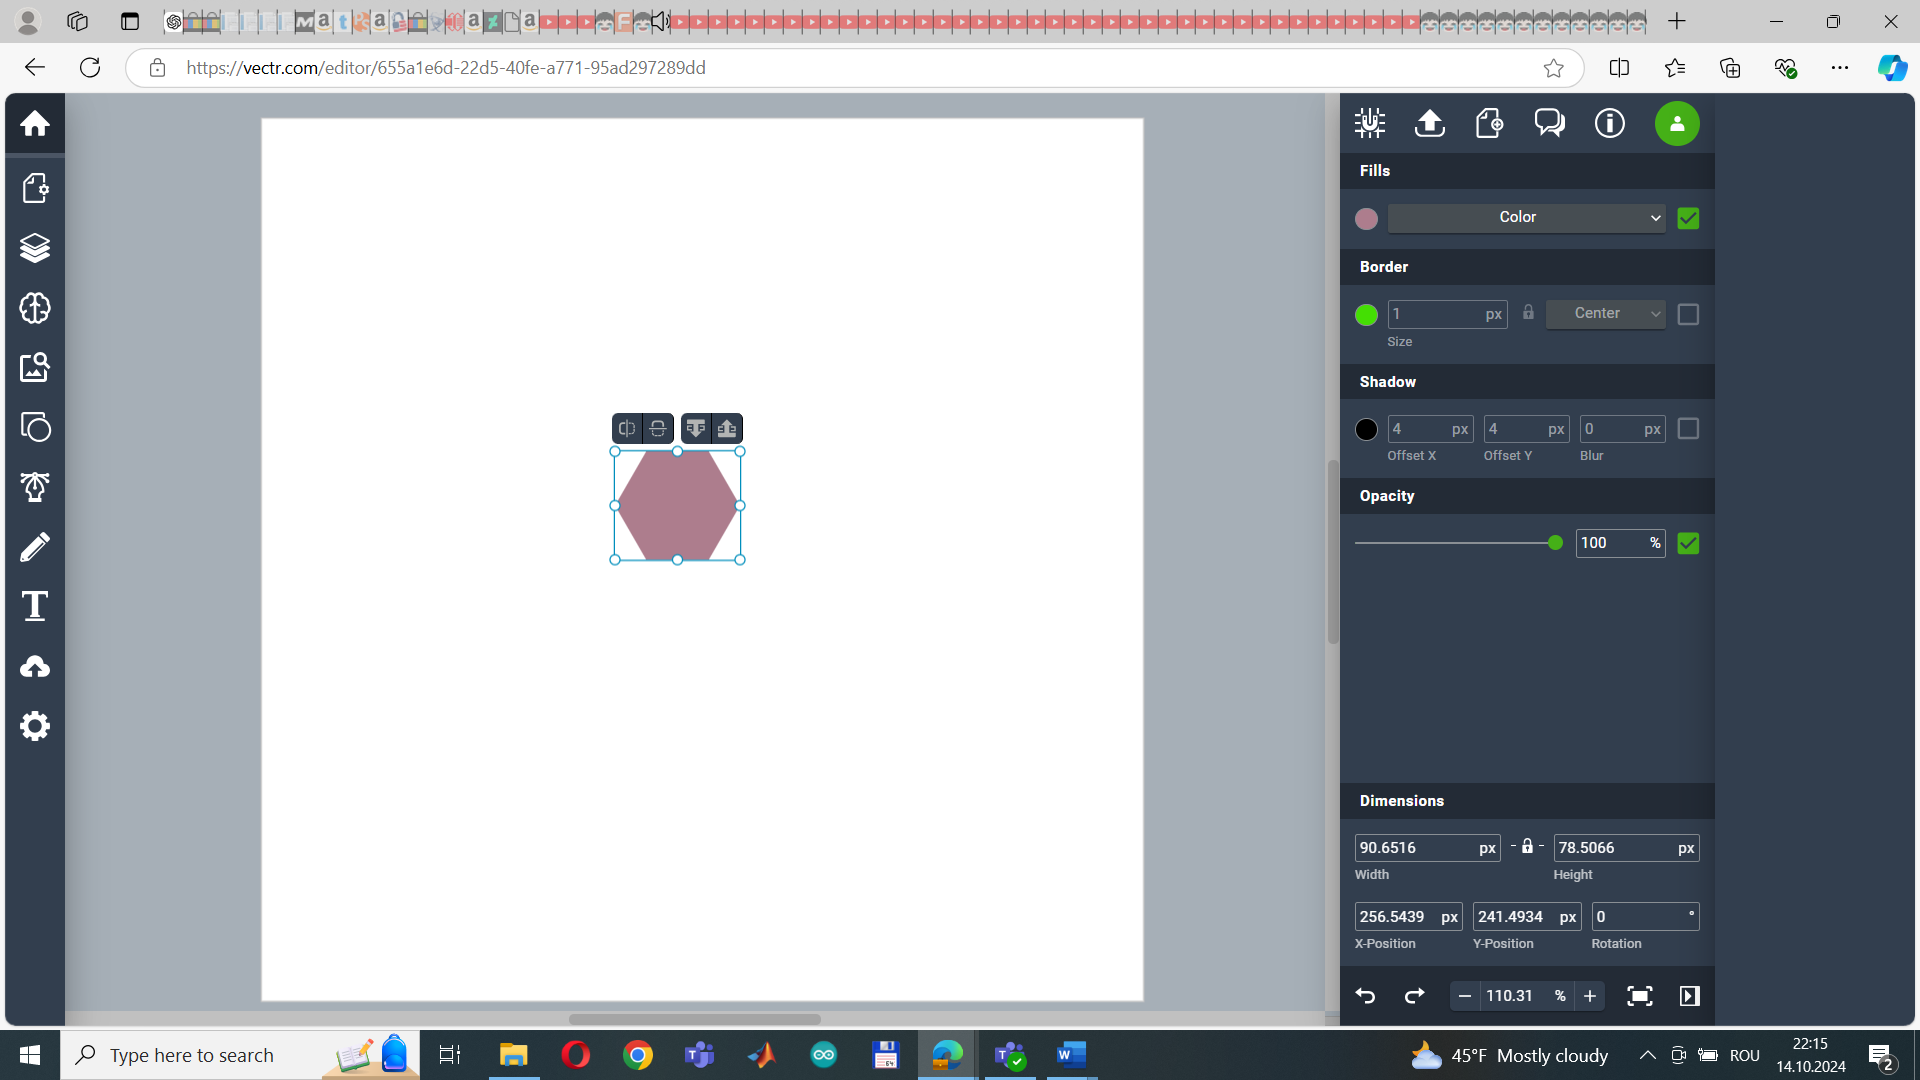 https://vectr.com/editor/655a1e6d-22d5-40fe-a771-95ad297289dd
Fills
Color
Border
1 px
Center
Size
Shadow
4 px
4 px
0 px
Offset X
Offset Y
Blur
Opacity
100 %
Dimensions
90.6516 px
78.5066 px
Width
Height
256.5439 px
241.4934 px
0 °
X-Position
Y-Position
Rotation
110.31 %
T
Type here to search
45°F Mostly cloudy
ROU
22:15
14.10.2024
2